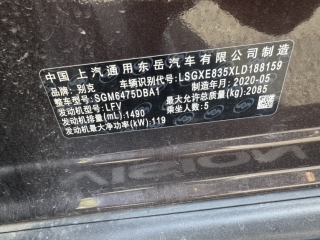 中国 上汽通用东岳汽车有限公司制造
品牌:别克 车辆识别代号:LSGXE835XLD188159
整车型号:SGM6475DBA1 制造年月:2020-05
发动机型号:LFV 最大允许总质量(kg):2085
发动机排量(mL):1490 乘坐人数:5
发动机最大净功率(kW):119